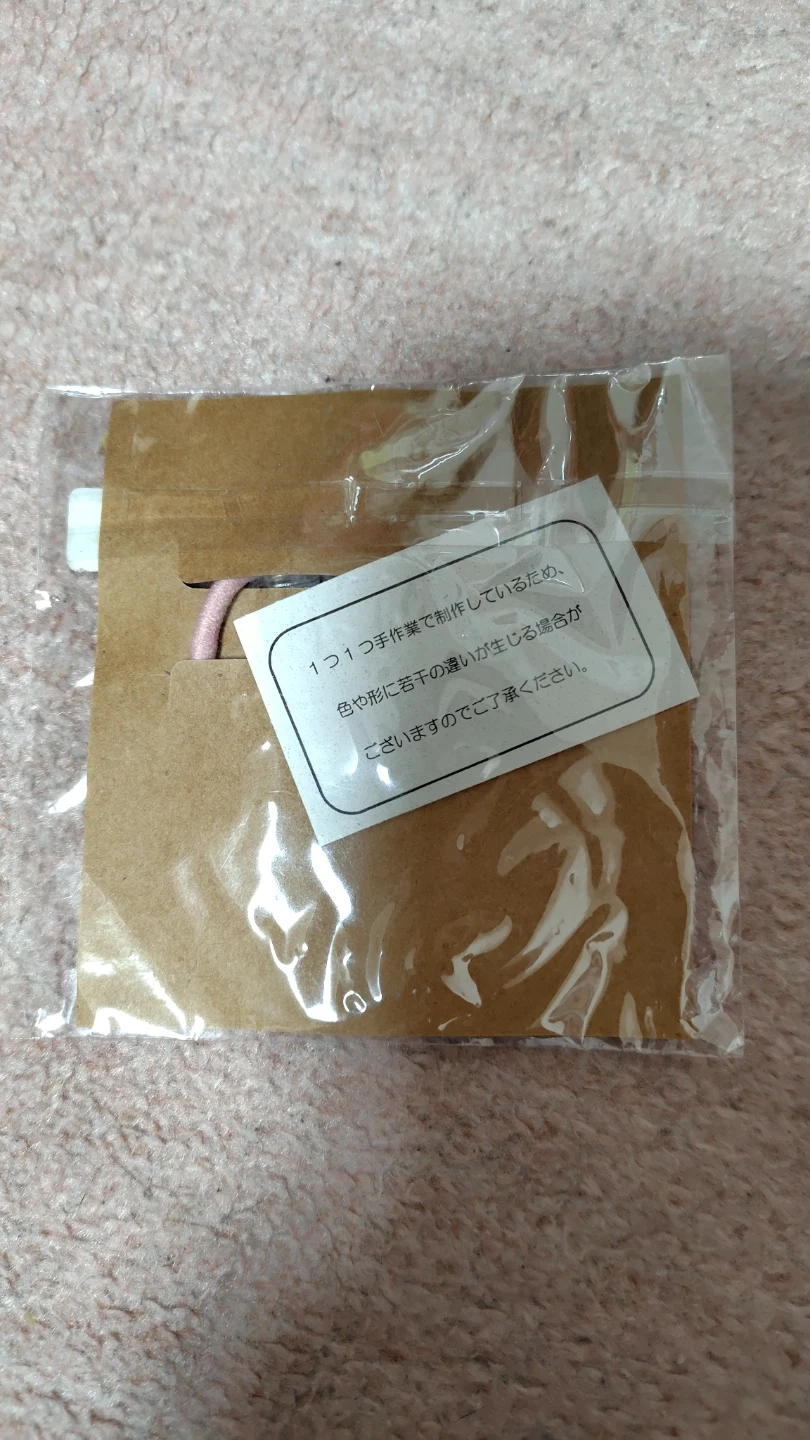 １つ１つ手作業で制作しているため、
色や形に若干の違いが生じる場合が
ございますのでご了承ください。